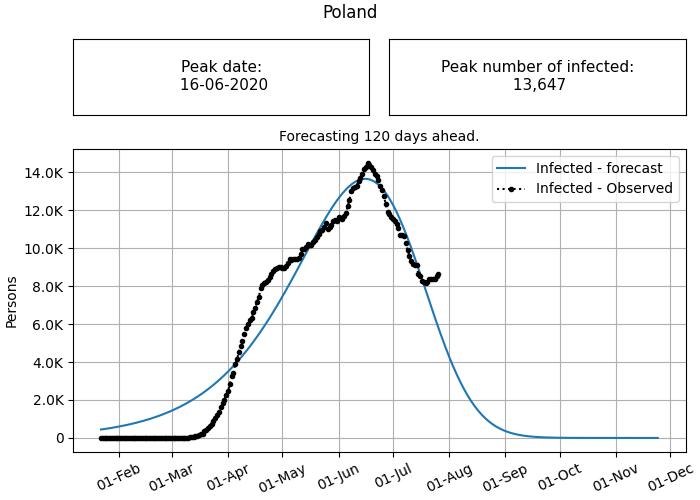 Poland
Peak date:
16-06-2020
Peak number of infected:
13,647
Forecasting 120 days ahead.
Infected - forecast
Infected - Observed
Persons
14.0K
12.0K
10.0K
8.0K
6.0K
4.0K
2.0K
0
01-Feb
01-Mar
01-Apr
01-May
01-Jun
01-Jul
01-Aug
01-Sep
01-Oct
01-Nov
01-Dec